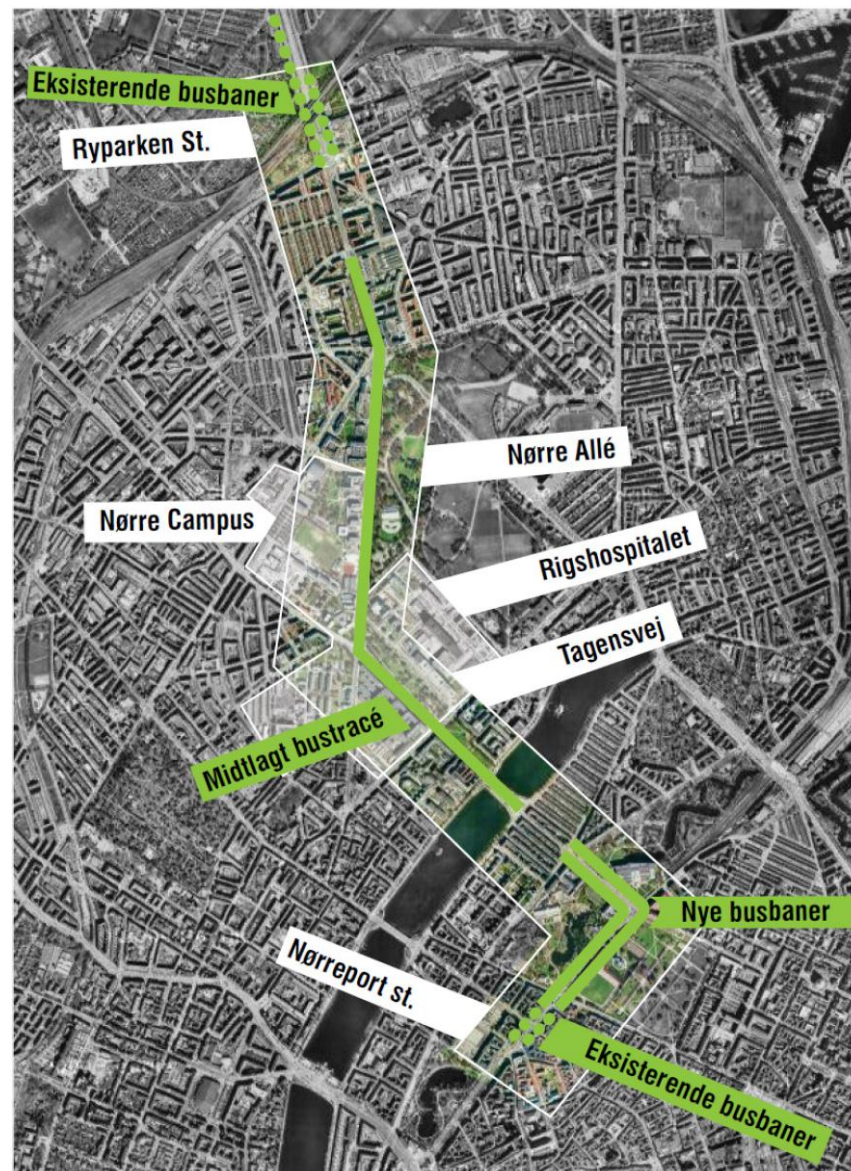 Eksisterende busbaner
Ryparken St.
Nørre Allé
Nørre Campus
Rigshospitalet
Tagensvej
Midtlagt bustracé
Nye busbaner
Nørreport st.
Eksisterende busbaner